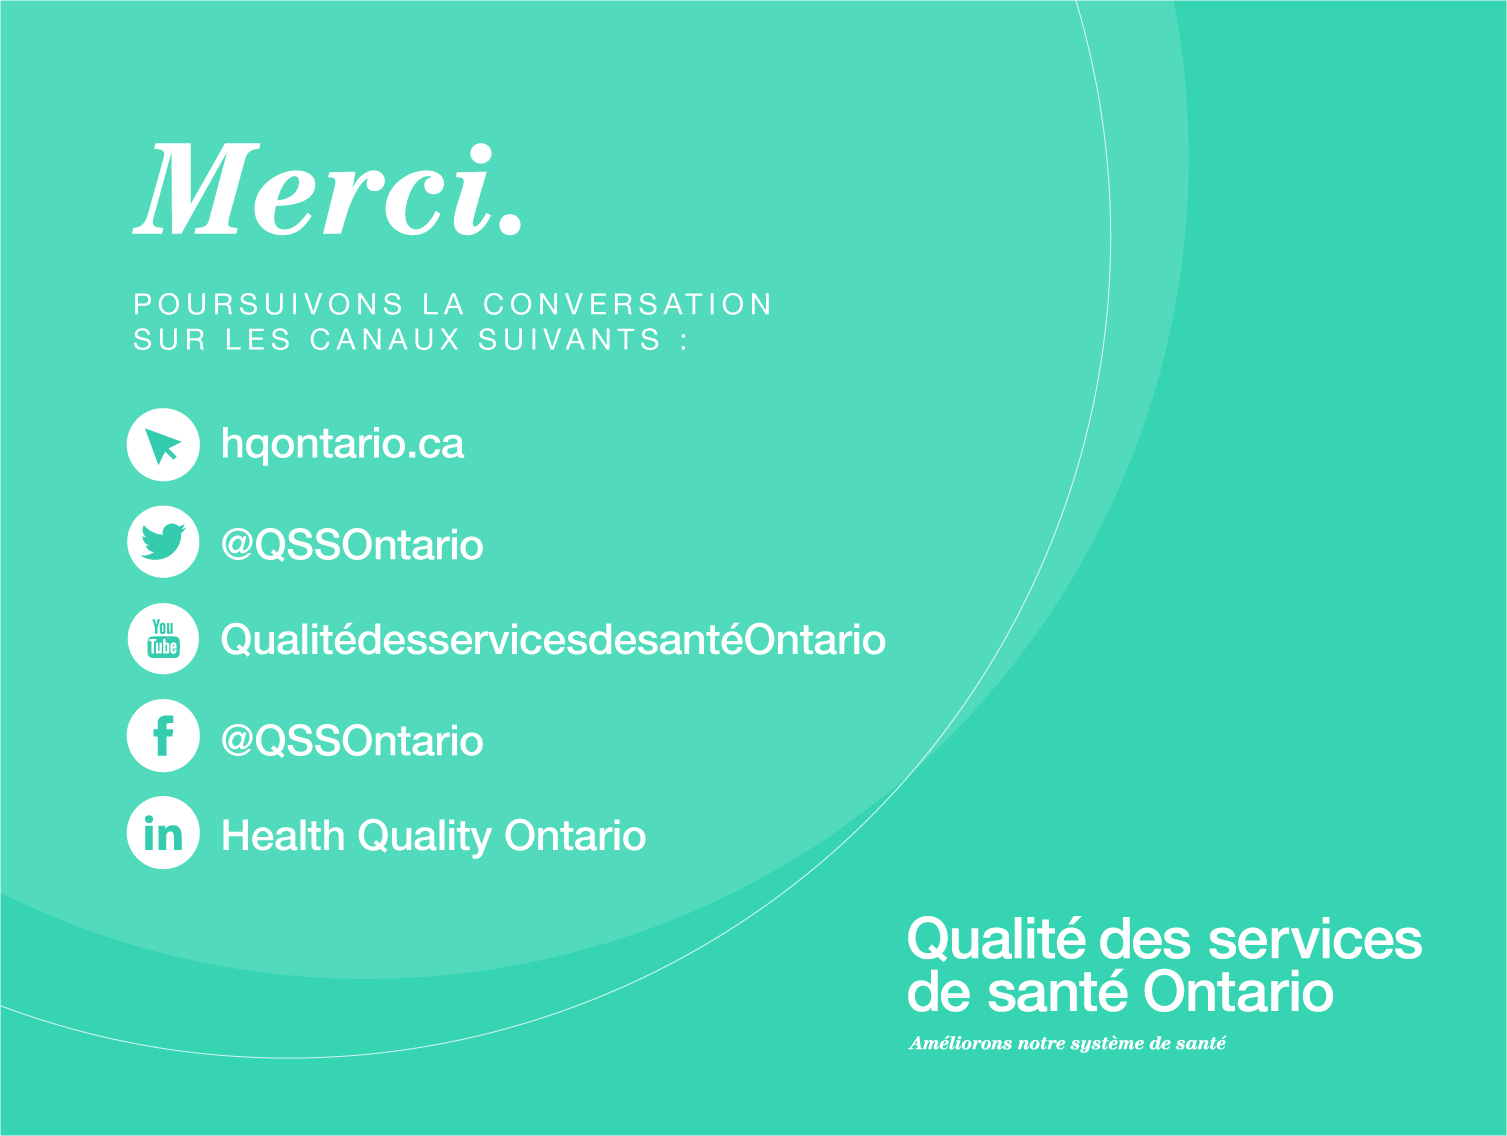 Merci.
POURSUIVONS LA CONVERSATION
SUR LES CANAUX SUIVANTS :
hqontario.ca
@QSSOntario
You
Tube
QualitédesservicesdesantéOntario
f
@QSSOntario
in
Health Quality Ontario
Qualité des services
de santé Ontario
Améliorons notre système de santé